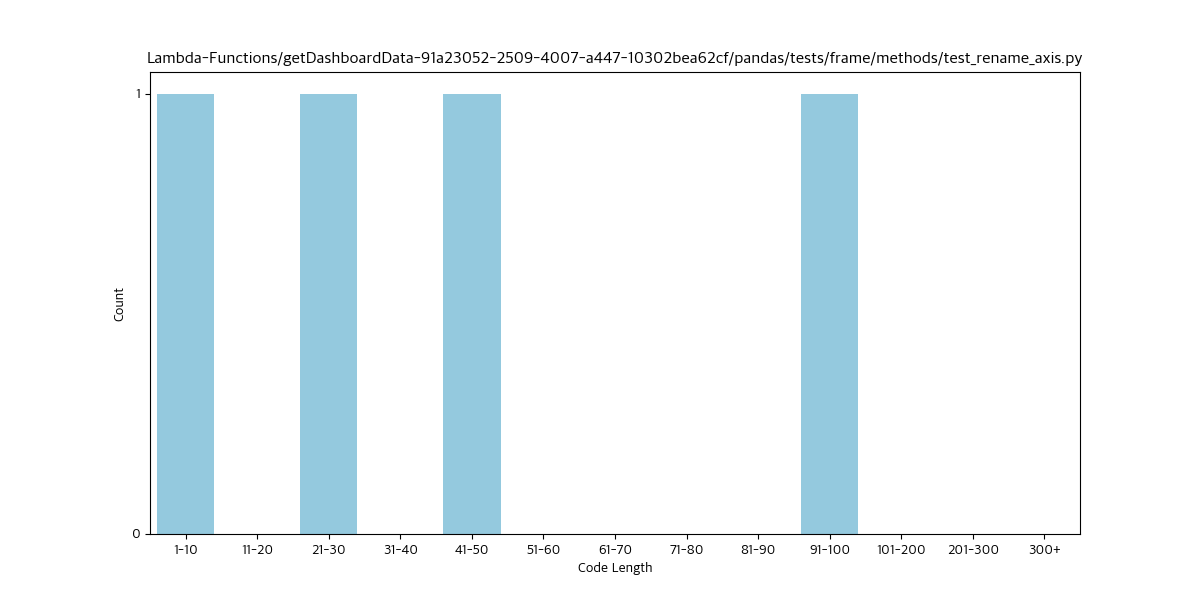 Lambda-Functions/getDashboardData-91a23052-2509-4007-a447-10302bea62cf/pandas/tests/frame/methods/test_rename_axis.py
1
Count
0
1-10 11-20 21-30 31-40 41-50 51-60 61-70 71-80 81-90 91-100 101-200 201-300 300+
Code Length